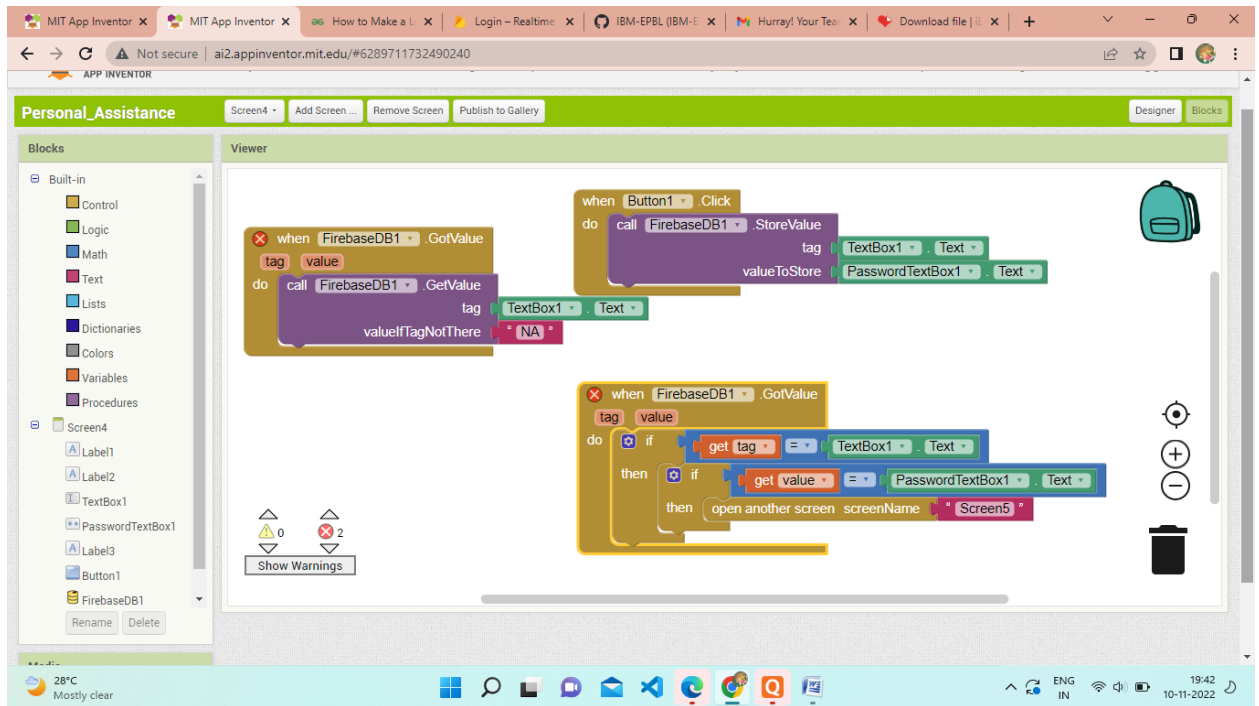 MIT App Inventor
MIT App Inventor
How to Make a L
Login – Realtime
IBM-EPBL (IBM-E
Hurray! Your Tea
Download file | iL
Not secure | ai2.appinventor.mit.edu/#6289711732490240
APP INVENTOR
Personal_Assistance
Screen4
Add Screen ...
Remove Screen
Publish to Gallery
Designer
Blocks
Blocks
Viewer
Built-in
Control
Logic
Math
Text
Lists
Dictionaries
Colors
Variables
Procedures
Screen4
Label1
Label2
TextBox1
PasswordTextBox1
Label3
Button1
FirebaseDB1
Rename
Delete
when FirebaseDB1 .GotValue
tag value
do call FirebaseDB1 .GetValue
tag TextBox1 . Text
valueIfTagNotThere " NA "
when Button1 .Click
do call FirebaseDB1 .StoreValue
tag TextBox1 . Text
valueToStore PasswordTextBox1 . Text
when FirebaseDB1 .GotValue
tag value
do if get tag = TextBox1 . Text
then if get value = PasswordTextBox1 . Text
then open another screen screenName " Screen5 "
0
2
Show Warnings
28°C
Mostly clear
ENG
IN
19:42
10-11-2022